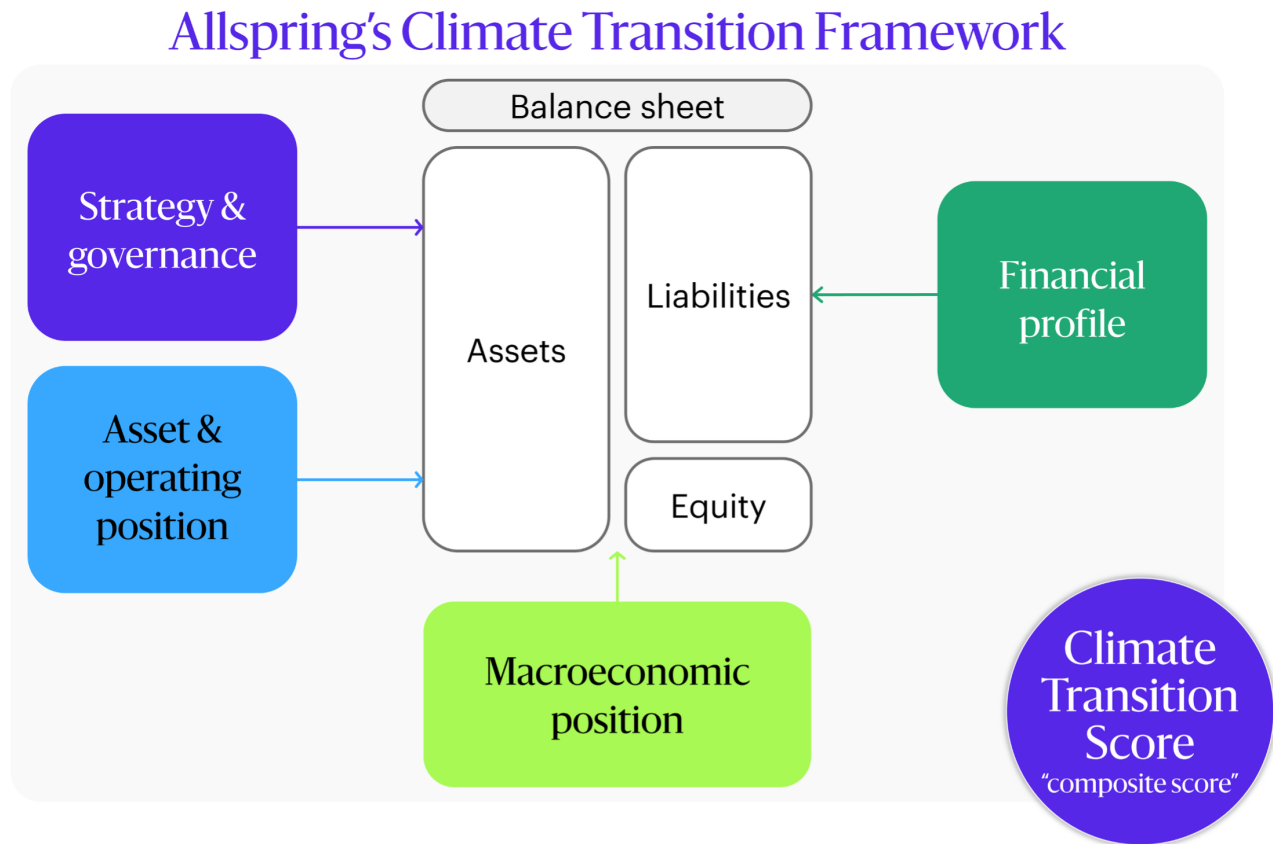 Allspring’s Climate Transition Framework
Balance sheet
Strategy &
governance
Asset &
operating
position
Assets
Liabilities
Equity
Financial
profile
Macroeconomic
position
Climate
Transition
Score
“composite score”